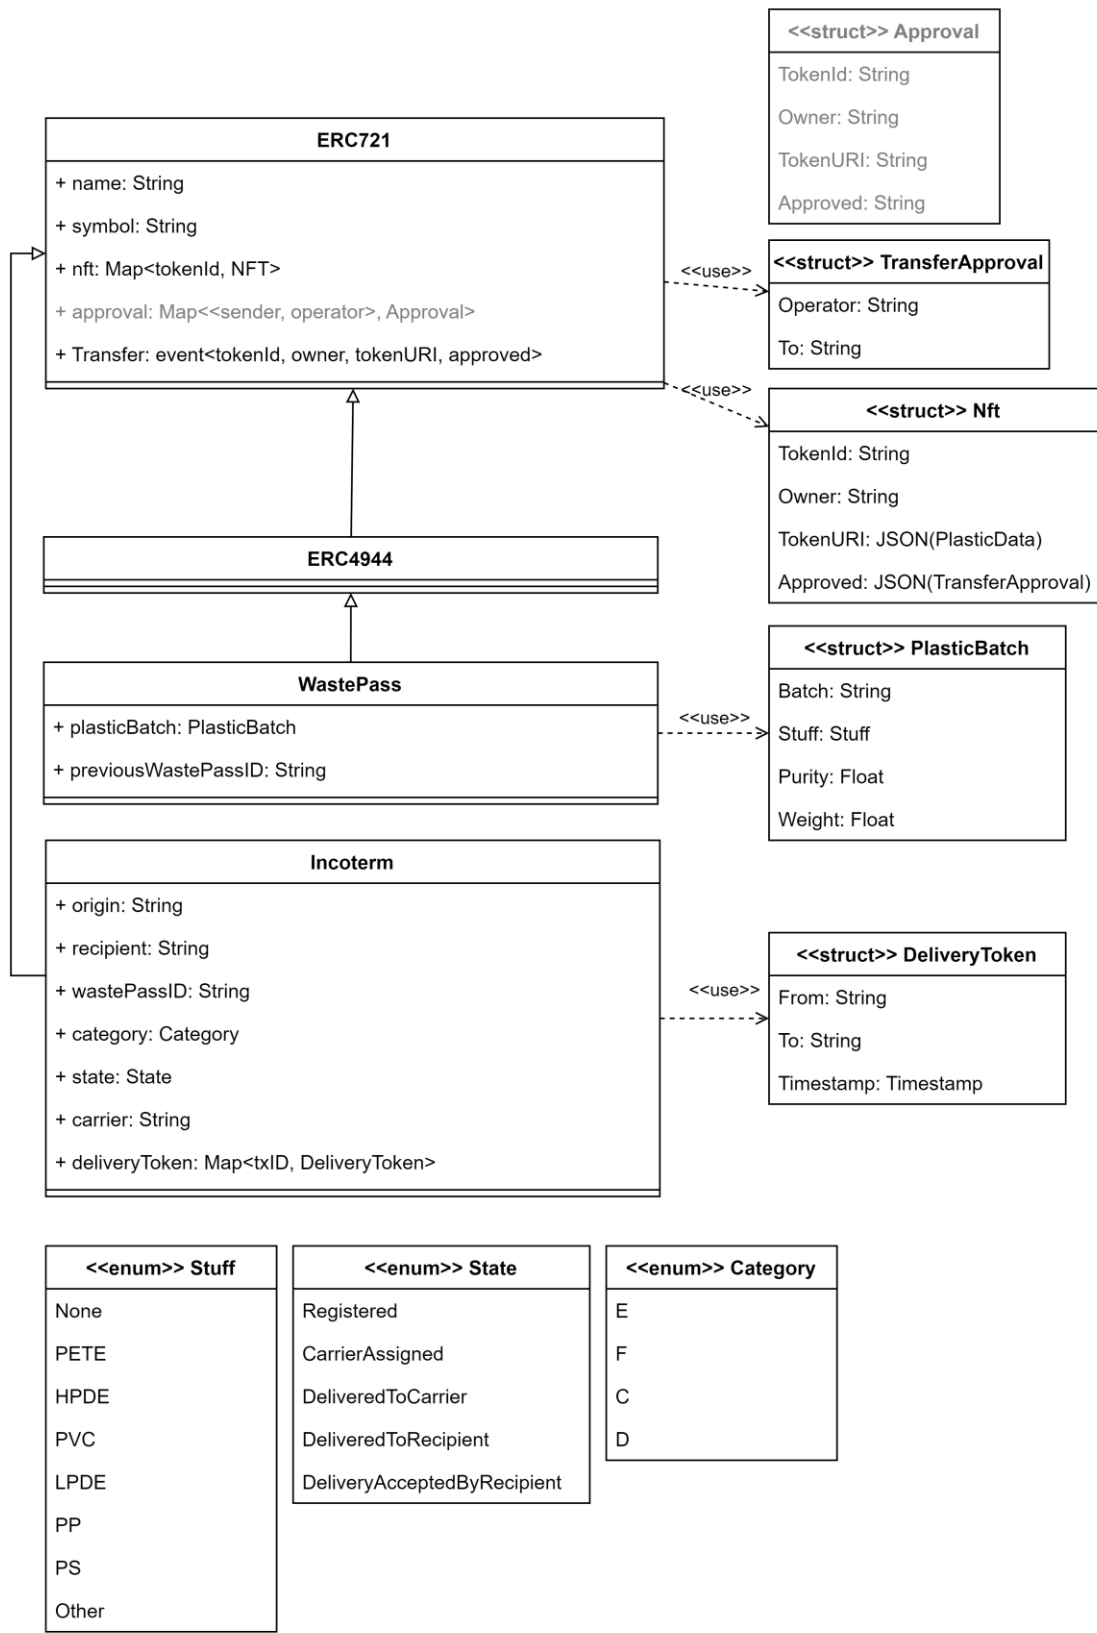 <<struct>> Approval
TokenId: String
Owner: String
TokenURI: String
Approved: String
ERC721
+ name: String
+ symbol: String
+ nft: Map<tokenId, NFT>
+ approval: Map<<sender, operator>, Approval>
+ Transfer: event<tokenId, owner, tokenURI, approved>
<<use>>
<<struct>> TransferApproval
Operator: String
To: String
<<use>>
<<struct>> Nft
TokenId: String
Owner: String
TokenURI: JSON(PlasticData)
Approved: JSON(TransferApproval)
ERC4944
WastePass
+ plasticBatch: PlasticBatch
+ previousWastePassID: String
<<use>>
<<struct>> PlasticBatch
Batch: String
Stuff: Stuff
Purity: Float
Weight: Float
Incoterm
+ origin: String
+ recipient: String
+ wastePassID: String
+ category: Category
+ state: State
+ carrier: String
+ deliveryToken: Map<txID, DeliveryToken>
<<use>>
<<struct>> DeliveryToken
From: String
To: String
Timestamp: Timestamp
<<enum>> Stuff
None
PETE
HPDE
PVC
LPDE
PP
PS
Other
<<enum>> State
Registered
CarrierAssigned
DeliveredToCarrier
DeliveredToRecipient
DeliveryAcceptedByRecipient
<<enum>> Category
E
F
C
D